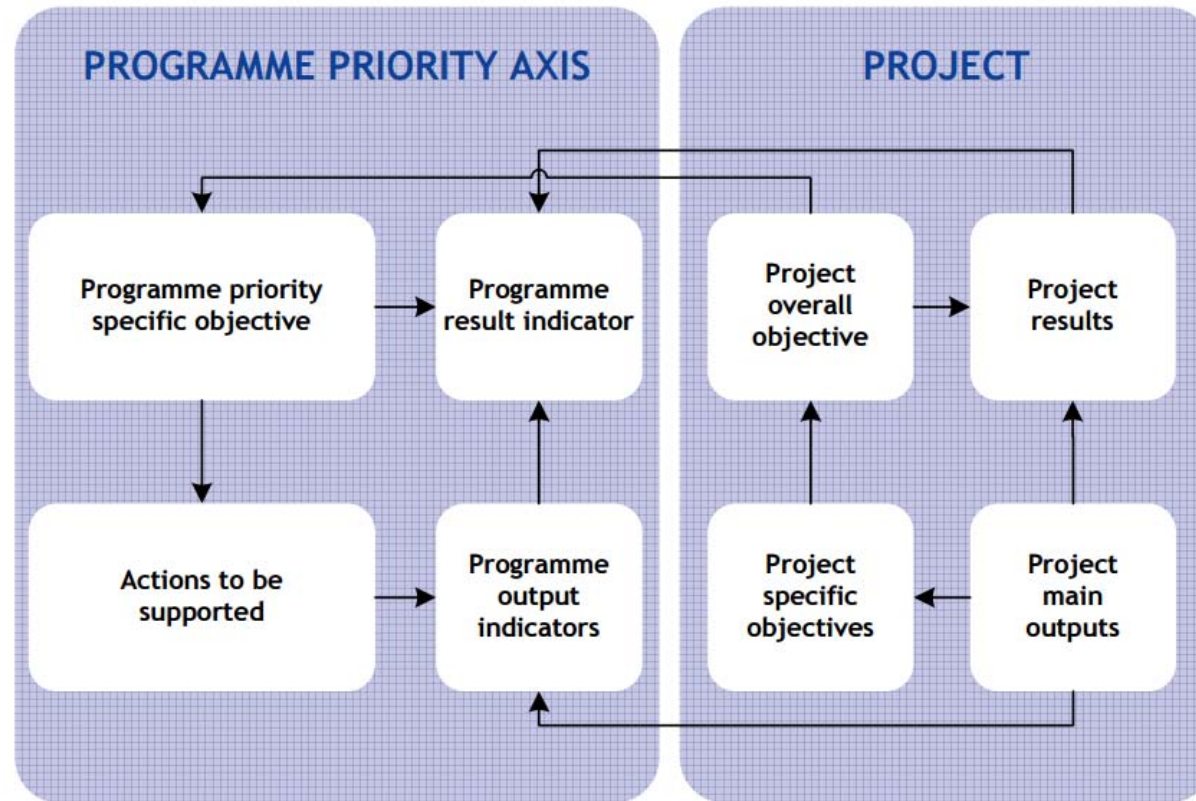 PROGRAMME PRIORITY AXIS
PROJECT
Programme priority
specific objective
Programme
result indicator
Project
overall
objective
Project
results
Actions to be
supported
Programme
output
indicators
Project
specific
objectives
Project
main
outputs